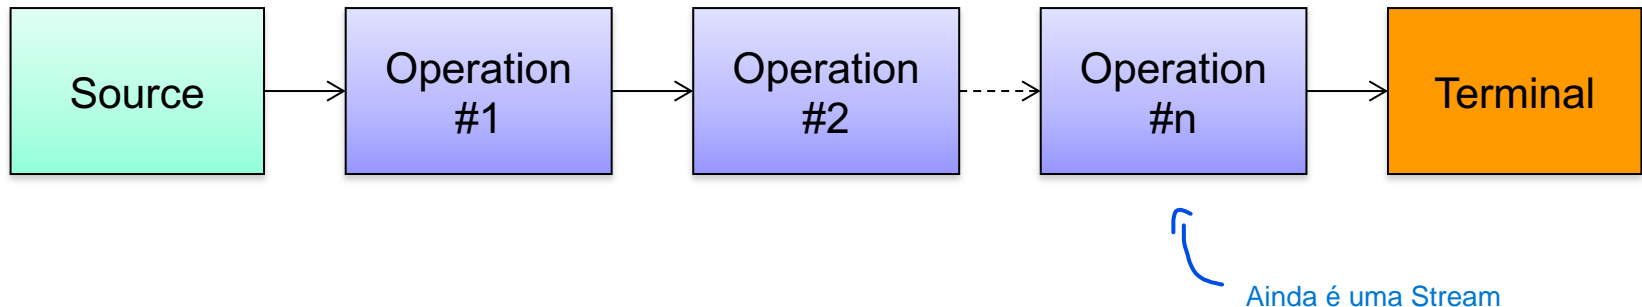 Source
Operation
#1
Operation
#2
Operation
#n
Terminal
Ainda é uma Stream